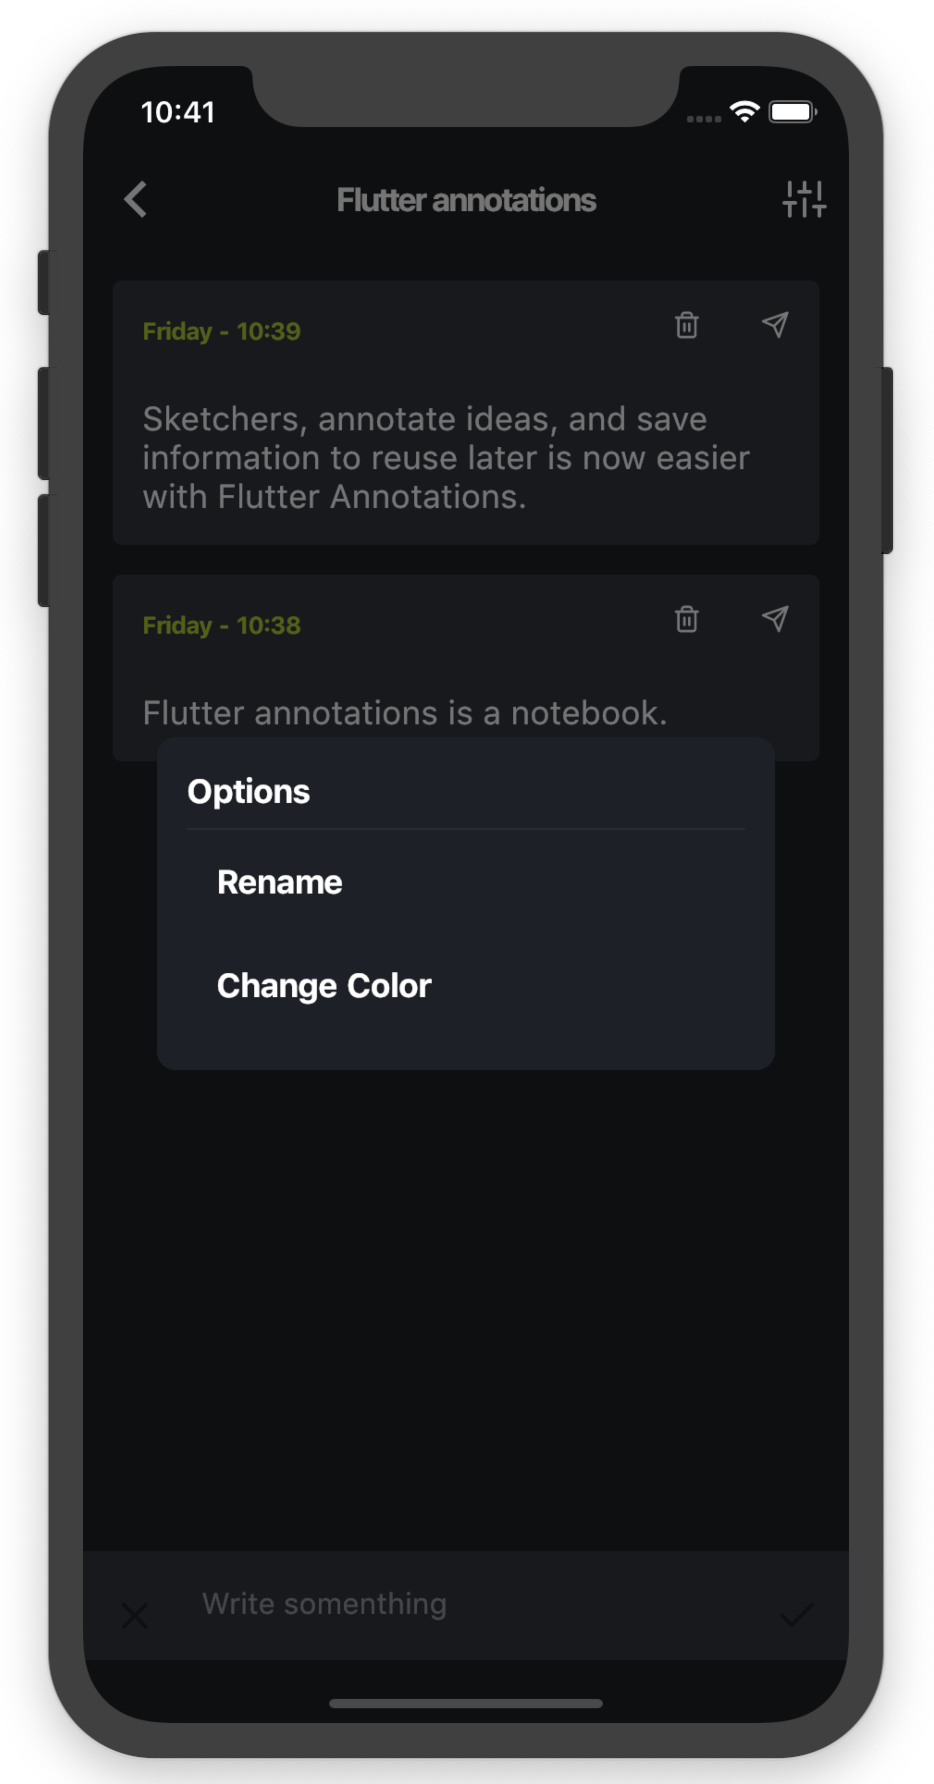 10:41
Flutter annotations
Friday - 10:39
Sketchers, annotate ideas, and save
information to reuse later is now easier
with Flutter Annotations.
Friday - 10:38
Flutter annotations is a notebook.
Options
Rename
Change Color
Write somenthing